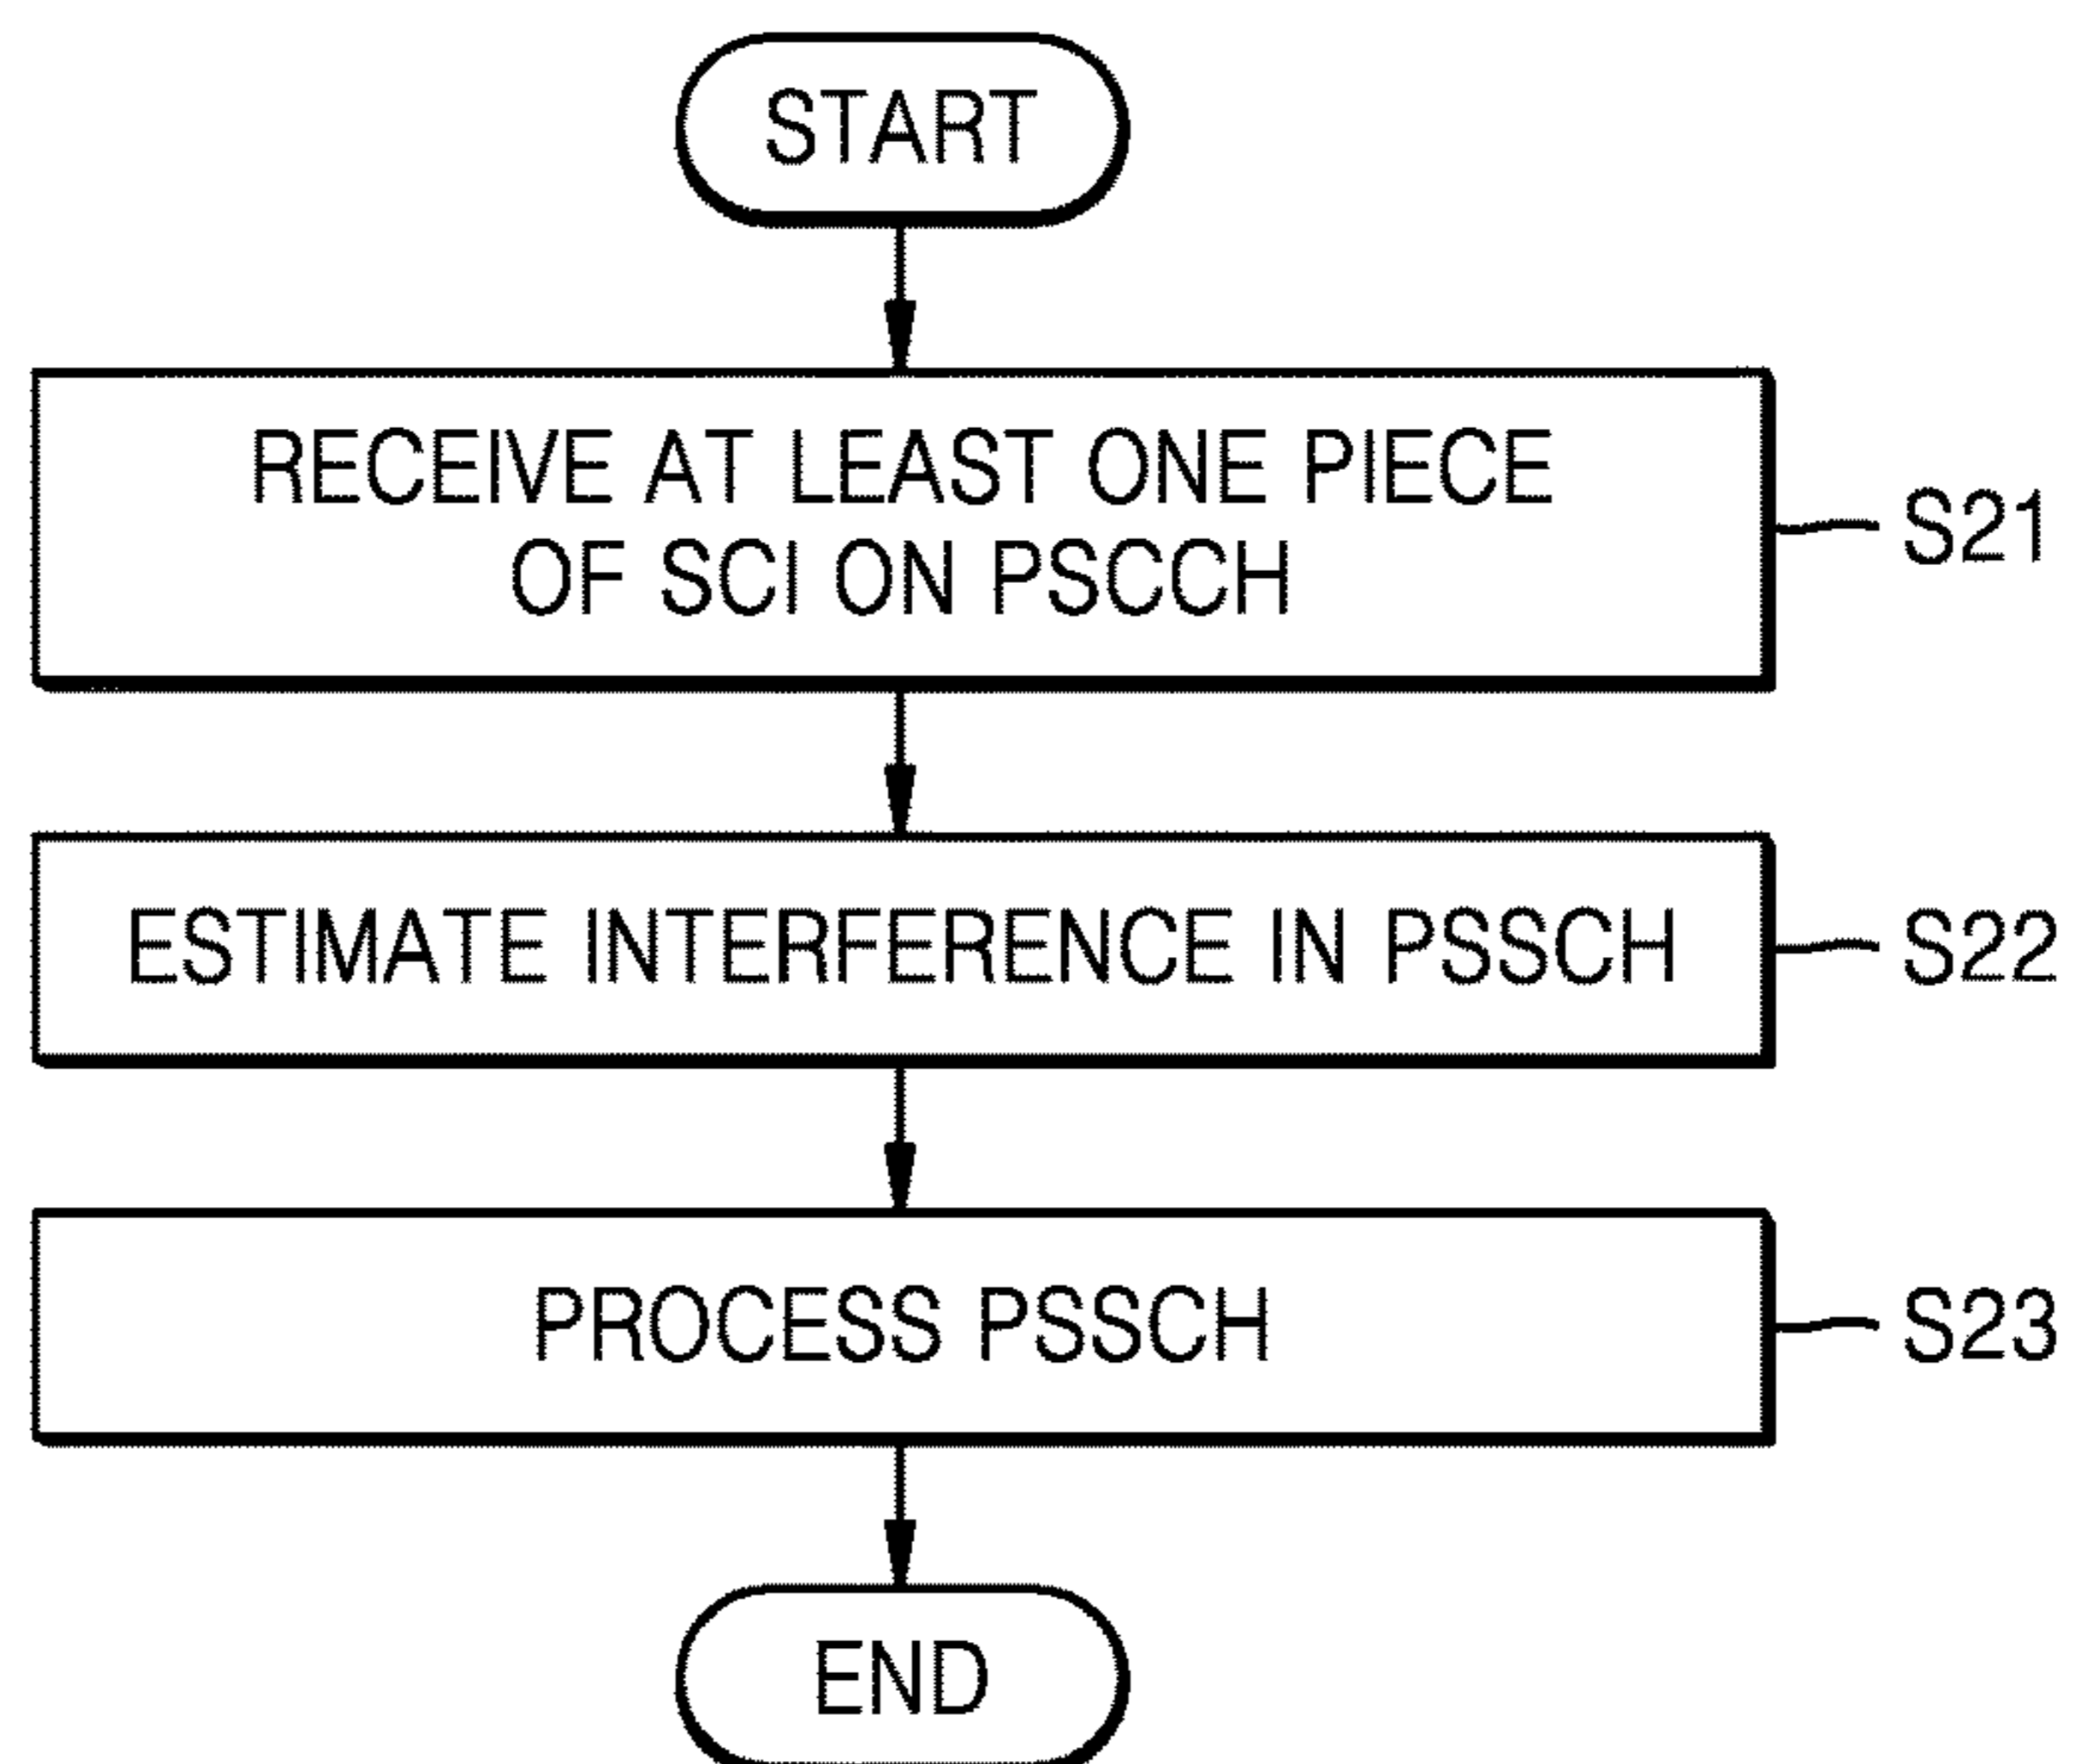 START
RECEIVE AT LEAST ONE PIECE
OF SCI ON PSCCH
S21
ESTIMATE INTERFERENCE IN PSSCH
S22
PROCESS PSSCH
S23
END